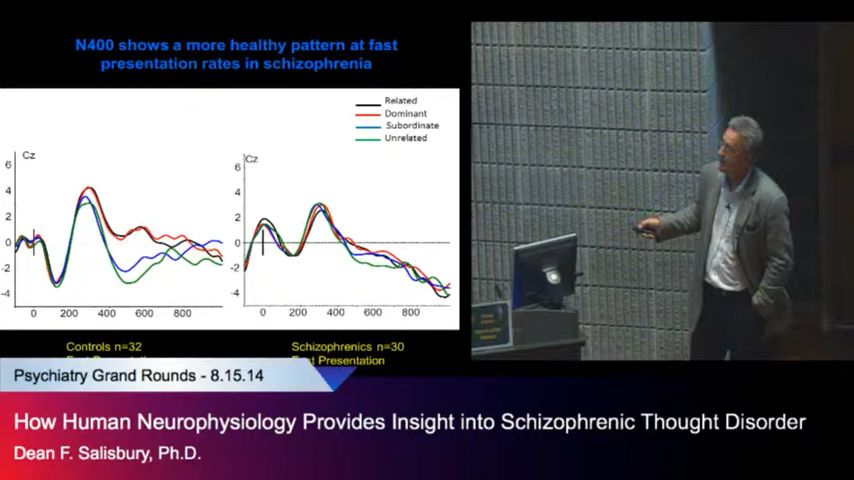 N400 shows a more healthy pattern at fast
presentation rates in schizophrenia
Related
Dominant
Subordinate
Unrelated
Cz
6
4
2
0
-2
-4
0 200 400 600 800
Cz
6
4
2
0
-2
-4
0 200 400 600 800
Controls n=32
Schizophrenics n=30
Presentation
Psychiatry Grand Rounds - 8.15.14
How Human Neurophysiology Provides Insight into Schizophrenic Thought Disorder
Dean F. Salisbury, Ph.D.